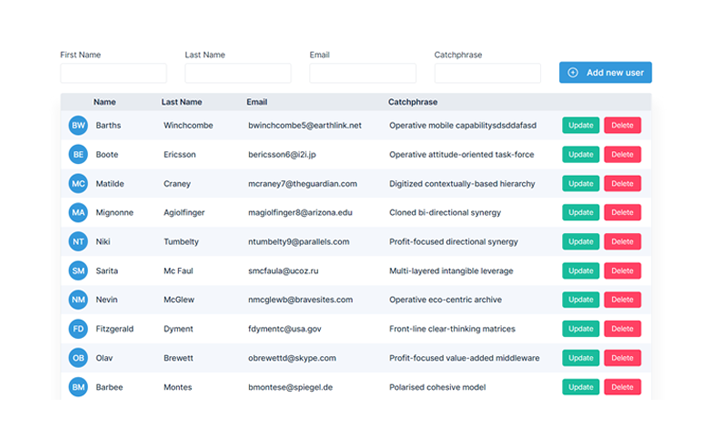 First Name Last Name Email Catchphrase
Add new user
Name Last Name Email Catchphrase
BW Barths Winchcombe bwinchcombe5@earthlink.net Operative mobile capabilitysdsddafasd Update Delete
BE Boote Ericsson bericsson6@i2i.jp Operative attitude-oriented task-force Update Delete
MC Matilde Craney mcraney7@theguardian.com Digitized contextually-based hierarchy Update Delete
MA Mignonne Agiolfinger magiolfinger8@arizona.edu Cloned bi-directional synergy Update Delete
NT Niki Tumbelty ntumbelty9@parallels.com Profit-focused directional synergy Update Delete
SM Sarita Mc Faul smcfaula@ucoz.ru Multi-layered intangible leverage Update Delete
NM Nevin McGlew nmcglewb@bravesites.com Operative eco-centric archive Update Delete
FD Fitzgerald Dyment fdymentc@usa.gov Front-line clear-thinking matrices Update Delete
OB Olav Brewett obrewettd@skype.com Profit-focused value-added middleware Update Delete
BM Barbee Montes bmontese@spiegel.de Polarised cohesive model Update Delete